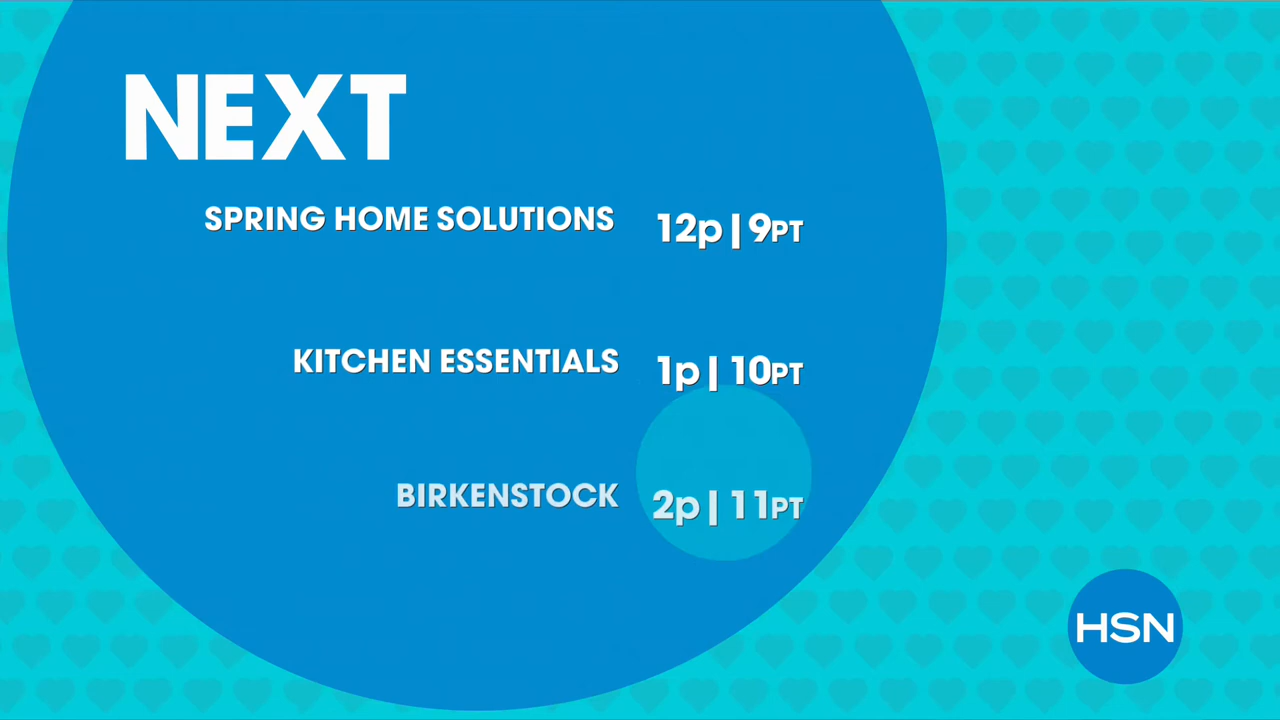 NEXT
SPRING HOME SOLUTIONS 12p | 9PT
KITCHEN ESSENTIALS 1p | 10PT
BIRKENSTOCK 2p | 11PT
HSN